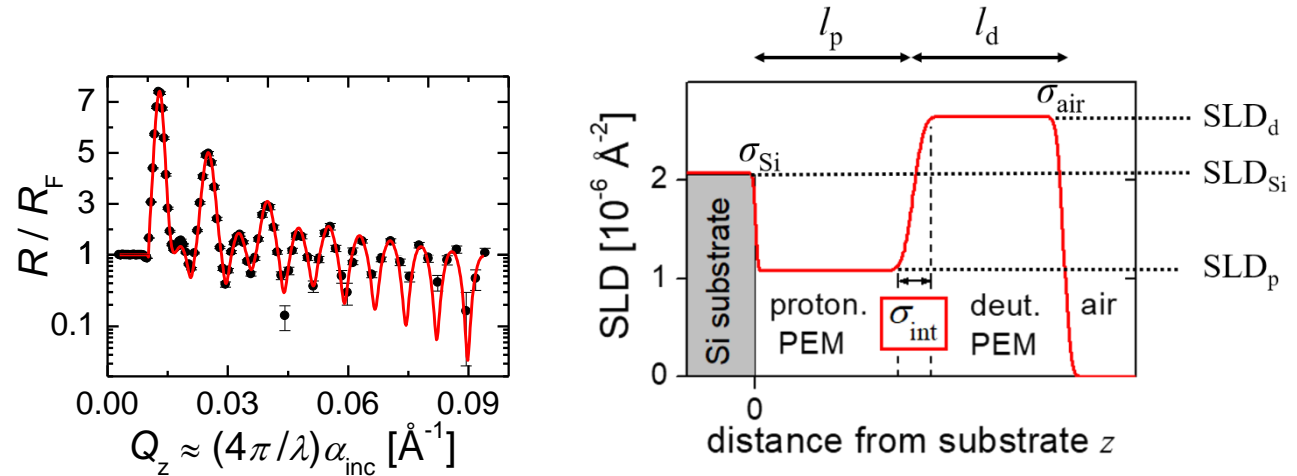 R / R_F
7
5
3
1
0.1
0.00 0.03 0.06 0.09
Q_z ≈ (4π/λ)α_inc [Å⁻¹]
l_p l_d
SLD [10⁻⁶ Å⁻²]
2
1
0
σ_Si
σ_air
SLD_d
SLD_Si
SLD_p
Si substrate
proton.
PEM
σ_int
deut.
PEM
air
0
distance from substrate z